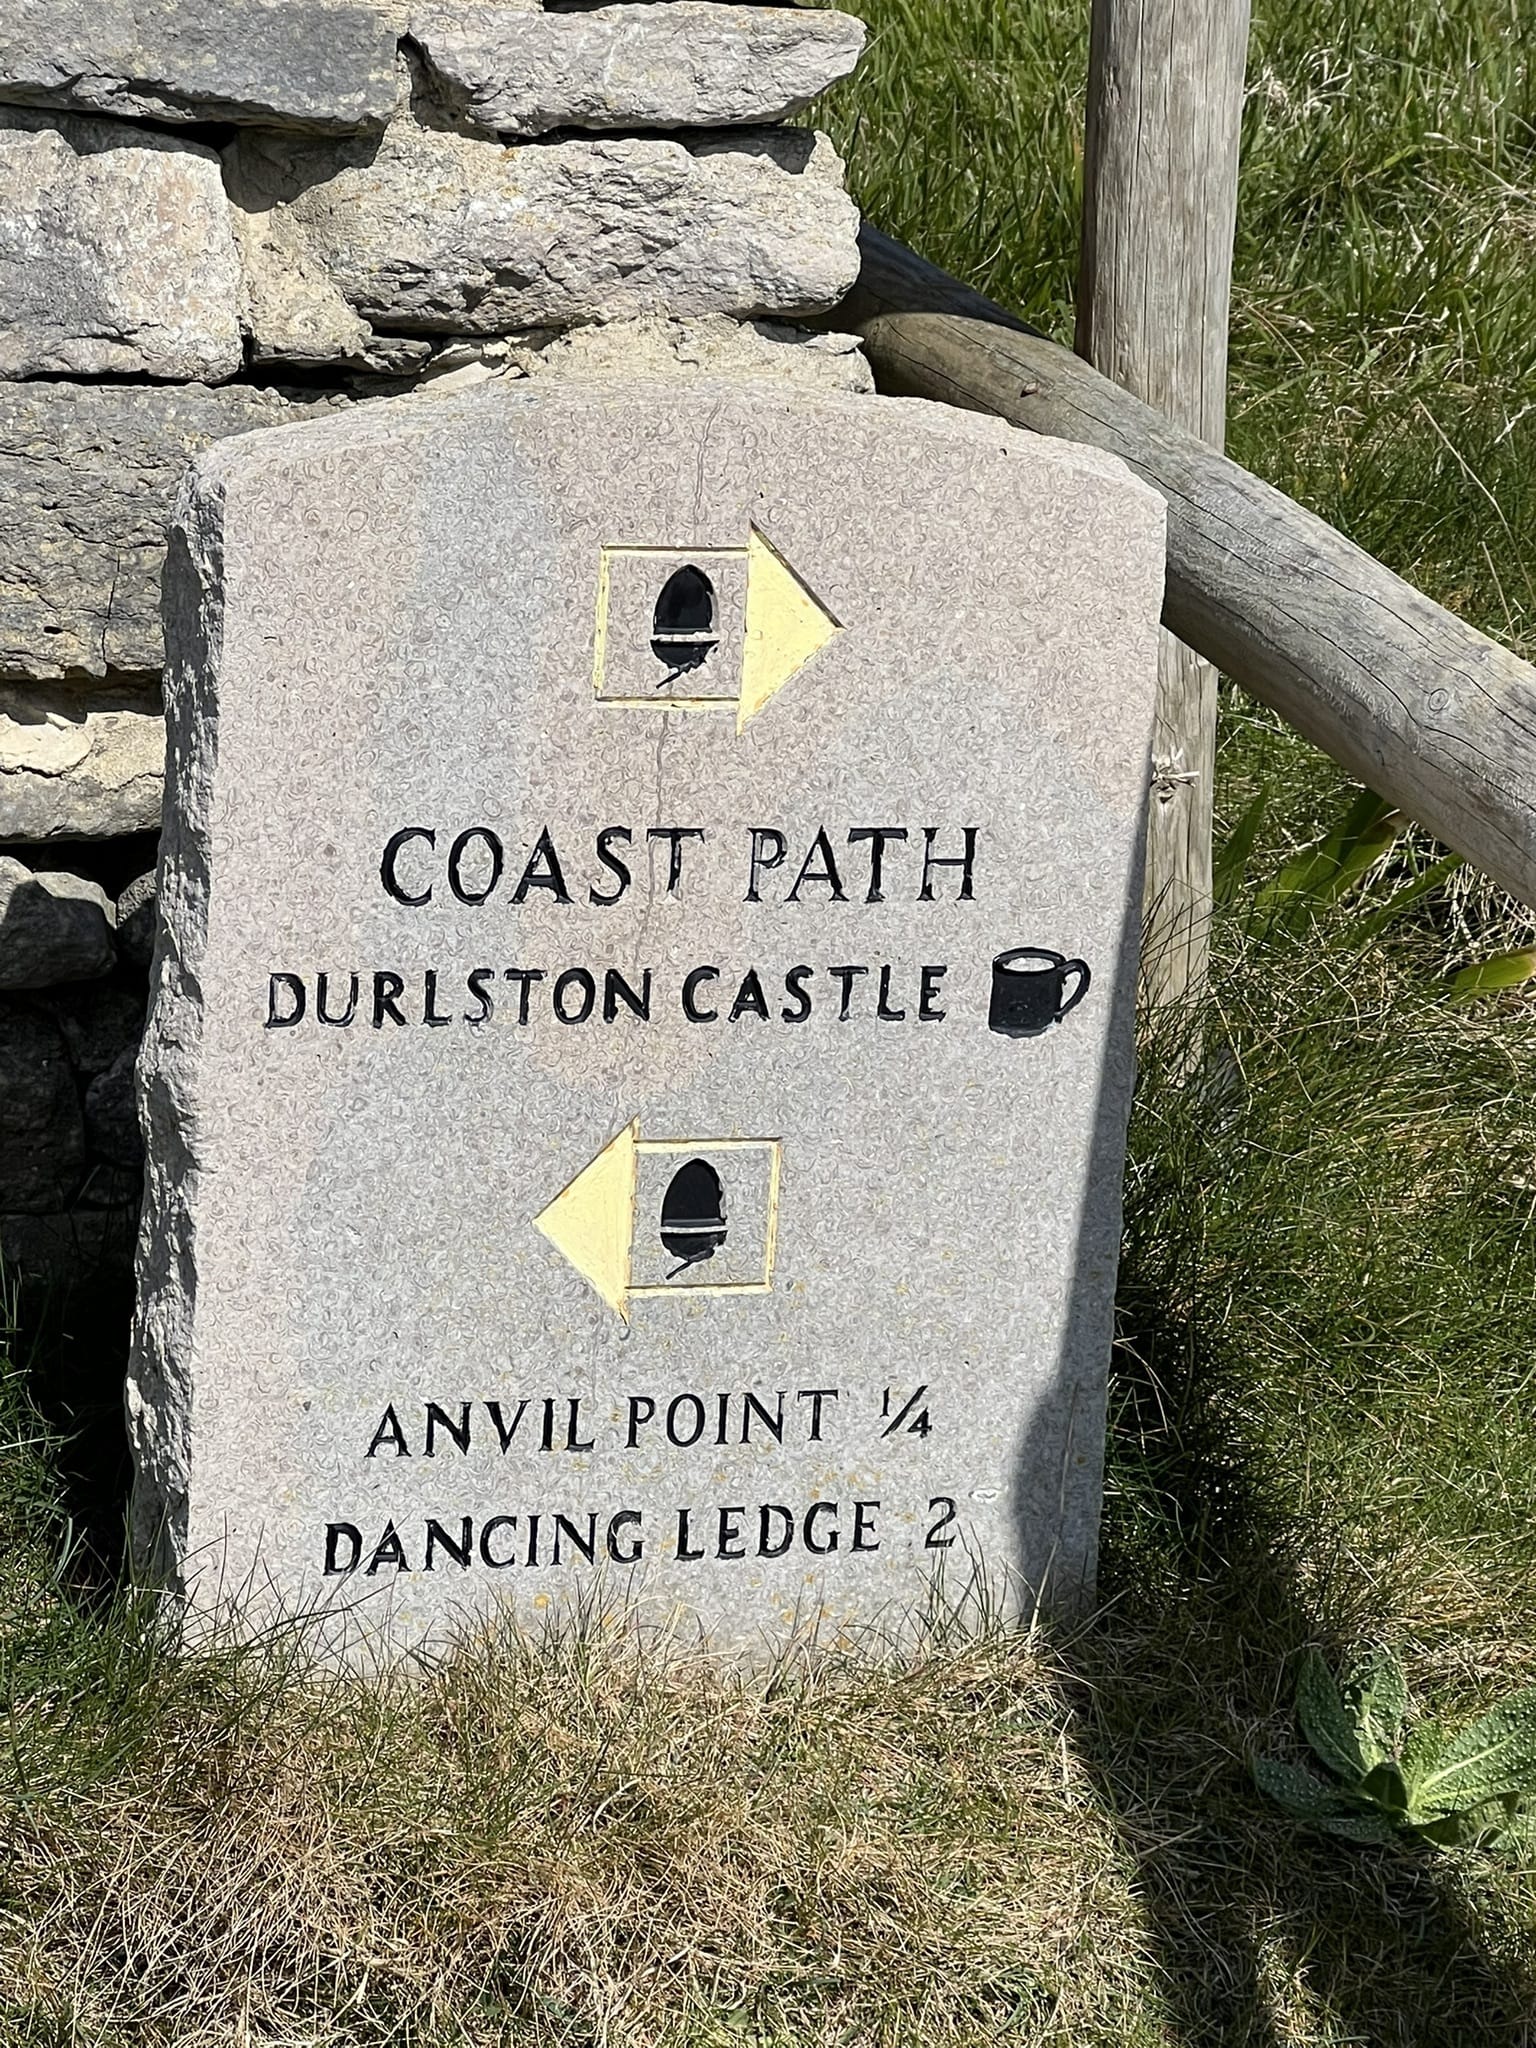 COAST PATH
DURLSTON CASTLE
ANVIL POINT 1/4
DANCING LEDGE 2